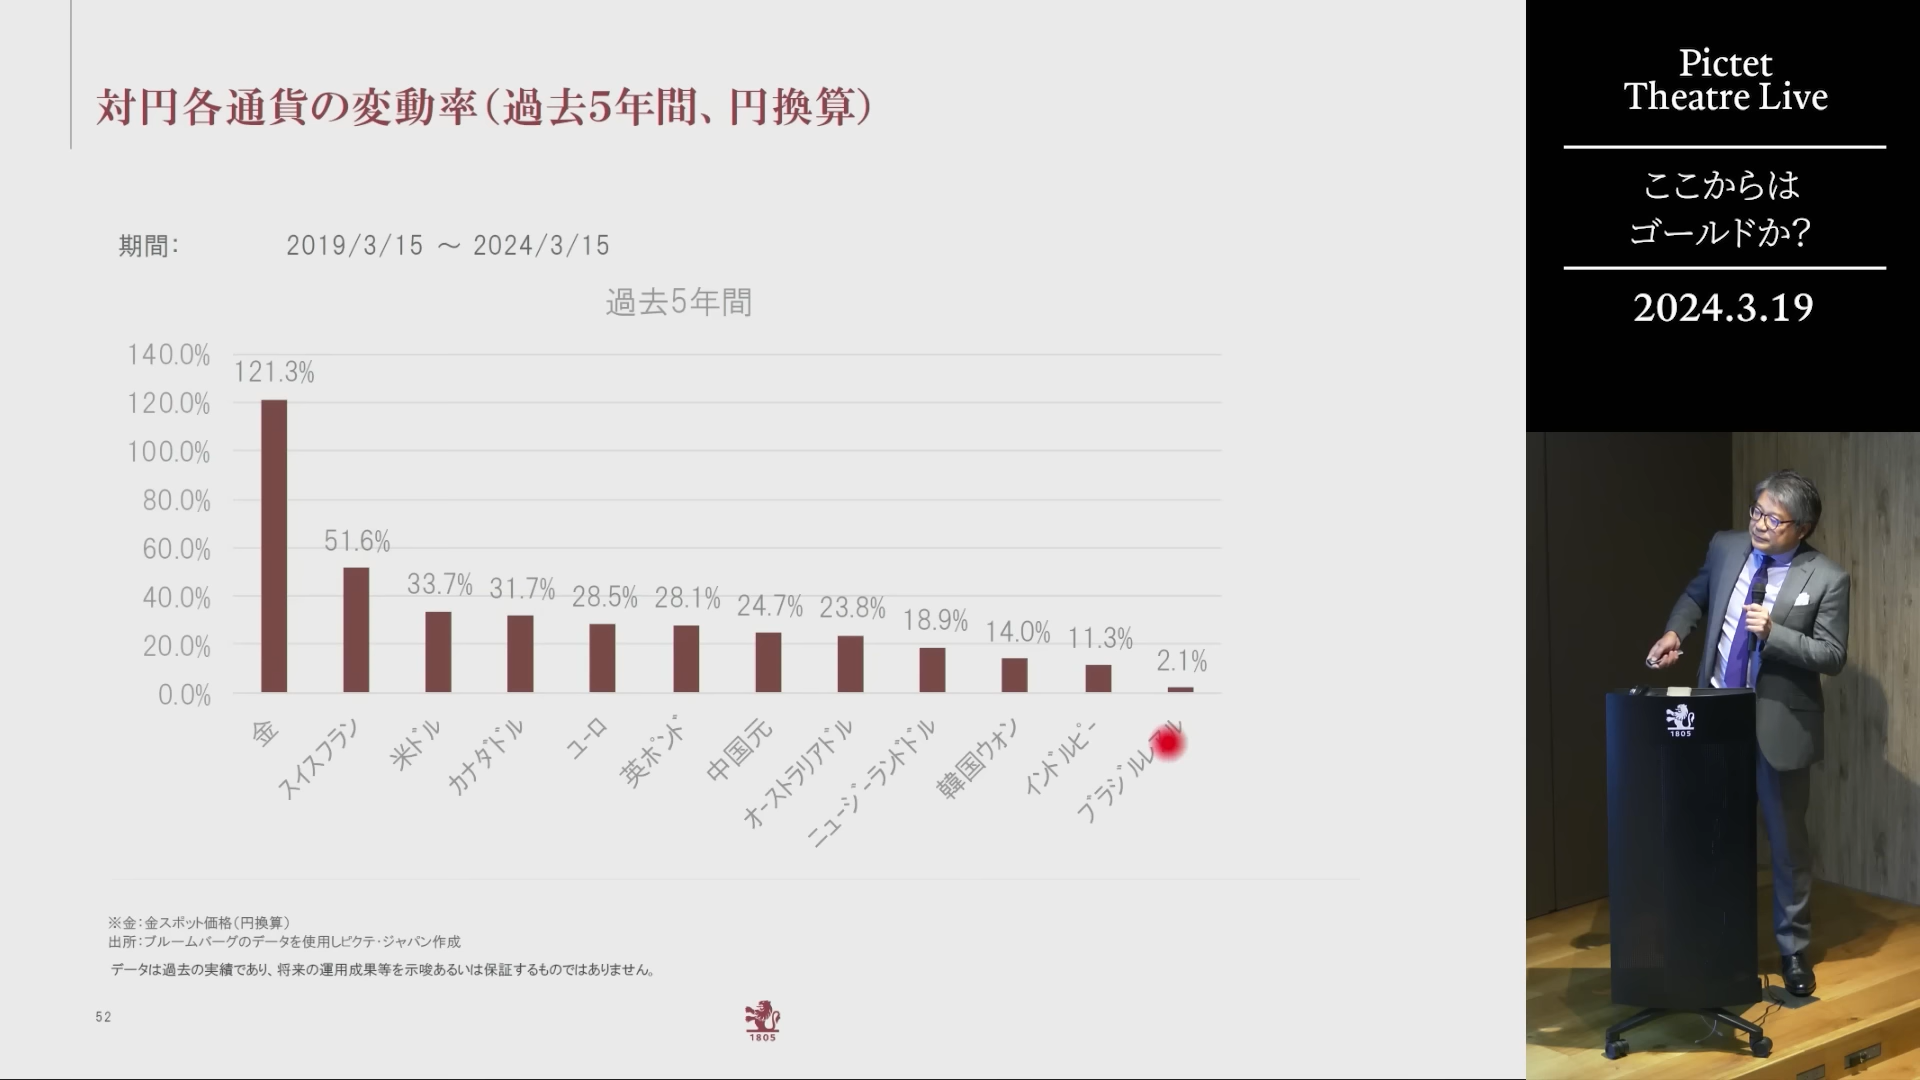 対円各通貨の変動率（過去5年間、円換算）
期間：　2019/3/15 ～ 2024/3/15
過去5年間
140.0%
120.0%
100.0%
80.0%
60.0%
40.0%
20.0%
0.0%
121.3%
51.6%
33.7%
31.7%
28.5%
28.1%
24.7%
23.8%
18.9%
14.0%
11.3%
2.1%
金
スイスフラン
米ドル
カナダドル
ユーロ
英ポンド
中国元
オーストラリアドル
ニュージーランドドル
韓国ウォン
インドルピー
ブラジルレアル
※金：金スポット価格（円換算）
出所：ブルームバーグのデータを使用しピクテ・ジャパン作成
データは過去の実績であり、将来の運用成果等を示唆あるいは保証するものではありません。
52
1805
Pictet
Theatre Live
ここからは
ゴールドか？
2024.3.19
1805